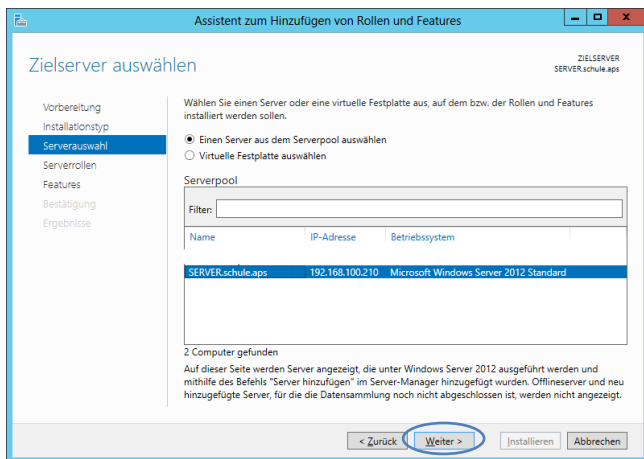 Assistent zum Hinzufügen von Rollen und Features
Zielserver auswählen
ZIELSERVER
SERVER.schule.aps
Vorbereitung
Installationstyp
Serverauswahl
Serverrollen
Features
Bestätigung
Ergebnisse
Wählen Sie einen Server oder eine virtuelle Festplatte aus, auf dem bzw. der Rollen und Features
installiert werden sollen.
Einen Server aus dem Serverpool auswählen
Virtuelle Festplatte auswählen
Serverpool
Filter:
Name IP-Adresse Betriebssystem
SERVER.schule.aps 192.168.100.210 Microsoft Windows Server 2012 Standard
2 Computer gefunden
Auf dieser Seite werden Server angezeigt, die unter Windows Server 2012 ausgeführt werden und
mithilfe des Befehls "Server hinzufügen" im Server-Manager hinzugefügt wurden. Offlineserver und neu
hinzugefügte Server, für die die Datensammlung noch nicht abgeschlossen ist, werden nicht angezeigt.
< Zurück Weiter > Installieren Abbrechen